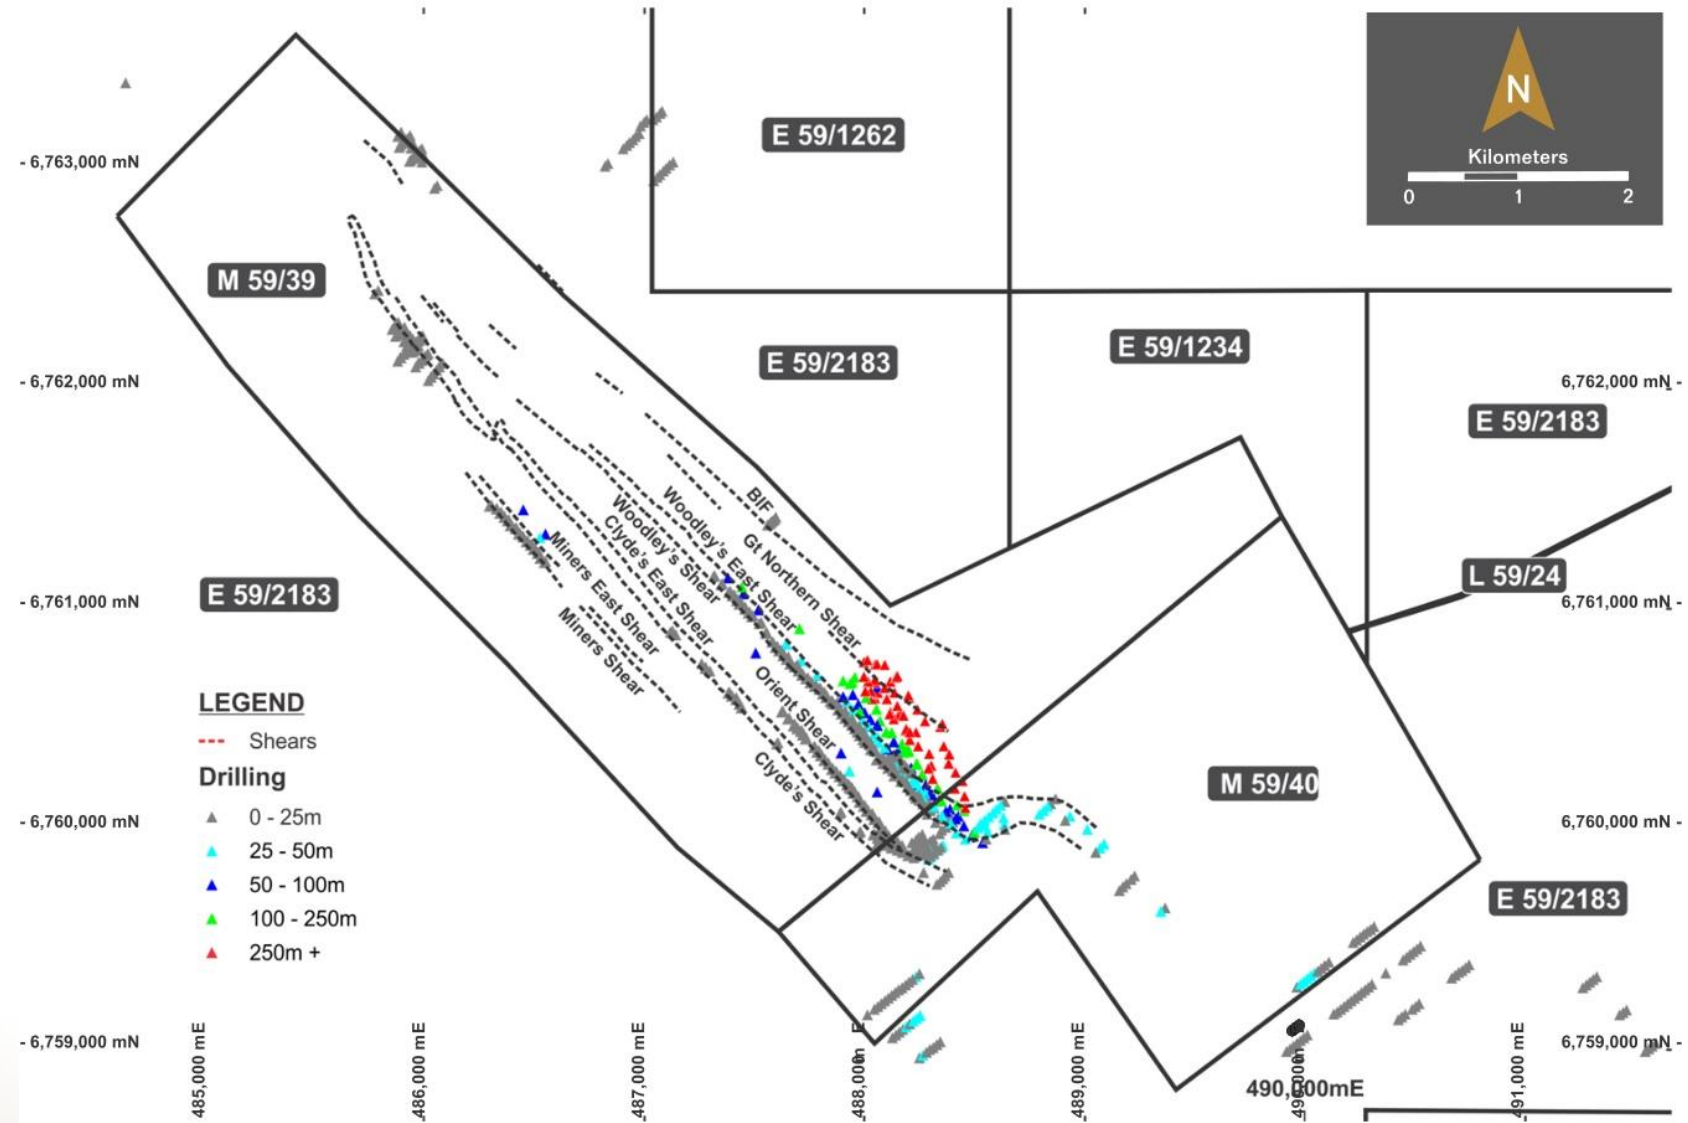 N
Kilometers
0 1 2
E 59/1262
- 6,763,000 mN
M 59/39
E 59/2183
E 59/1234
- 6,762,000 mN
6,762,000 mN -
E 59/2183
BIF
Woodley's East Shear
Woodley's Shear
Gt Northern Shear
Clyde's East Shear
Miners East Shear
Miners Shear
L 59/24
E 59/2183
- 6,761,000 mN
6,761,000 mN -
Orient Shear
Clyde's Shear
LEGEND
Shears
Drilling
0 - 25m
25 - 50m
50 - 100m
100 - 250m
250m +
M 59/40
- 6,760,000 mN
6,760,000 mN -
E 59/2183
- 6,759,000 mN
6,759,000 mN -
485,000 mE
486,000 mE
487,000 mE
488,000m E
489,000 mE
490,000m
490,000mE
491,000 mE